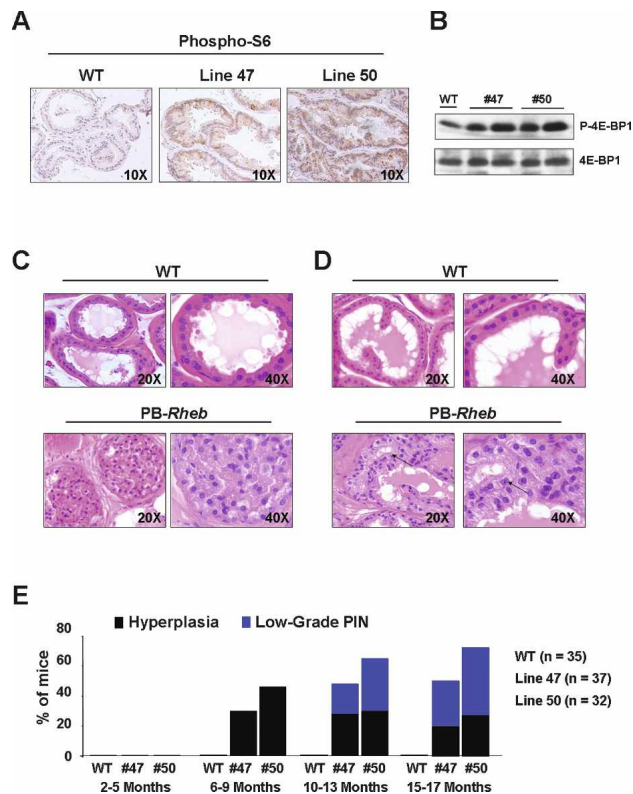 A
Phospho-S6
WT
Line 47
Line 50
10X
10X
10X
B
WT
#47
#50
P-4E-BP1
4E-BP1
C
WT
20X
40X
PB-Rheb
20X
40X
D
WT
20X
40X
PB-Rheb
20X
40X
E
Hyperplasia
Low-Grade PIN
% of mice
80
60
40
20
0
WT #47 #50 WT #47 #50 WT #47 #50 WT #47 #50
2-5 Months 6-9 Months 10-13 Months 15-17 Months
WT (n = 35)
Line 47 (n = 37)
Line 50 (n = 32)